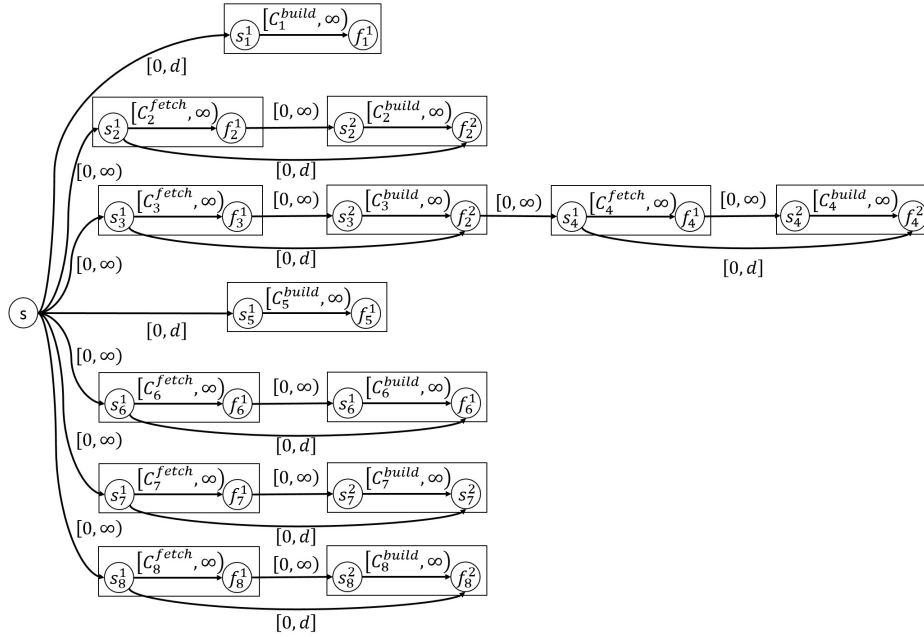 [C_1^{build}, ∞)
s_1^1 f_1^1
[0, d]
[C_2^{fetch}, ∞) [0, ∞) [C_2^{build}, ∞)
s_2^1 f_2^1 s_2^2 f_2^2
[0, d]
[0, ∞)
[C_3^{fetch}, ∞) [0, ∞) [C_3^{build}, ∞) [0, ∞) [C_4^{fetch}, ∞) [0, ∞) [C_4^{build}, ∞)
s_3^1 f_3^1 s_3^2 f_2^2 s_4^1 f_4^1 s_4^2 f_4^2
[0, d] [0, d]
[0, ∞)
[C_5^{build}, ∞)
s s_5^1 f_5^1
[0, d]
[0, ∞)
[C_6^{fetch}, ∞) [0, ∞) [C_6^{build}, ∞)
s_6^1 f_6^1 s_6^1 f_6^1
[0, d]
[0, ∞)
[C_7^{fetch}, ∞) [0, ∞) [C_7^{build}, ∞)
s_7^1 f_7^1 s_7^2 s_7^2
[0, d]
[0, ∞)
[C_8^{fetch}, ∞) [0, ∞) [C_8^{build}, ∞)
s_8^1 f_8^1 s_8^2 f_8^2
[0, d]